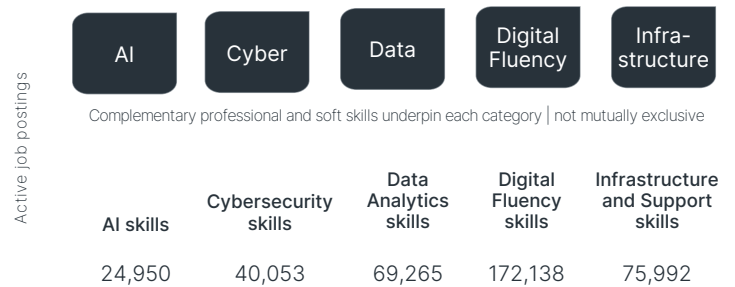 AI
Cyber
Data
Digital
Fluency
Infra-
structure
Complementary professional and soft skills underpin each category | not mutually exclusive
Active job postings
AI skills
Cybersecurity
skills
Data
Analytics
skills
Digital
Fluency
skills
Infrastructure
and Support
skills
24,950
40,053
69,265
172,138
75,992